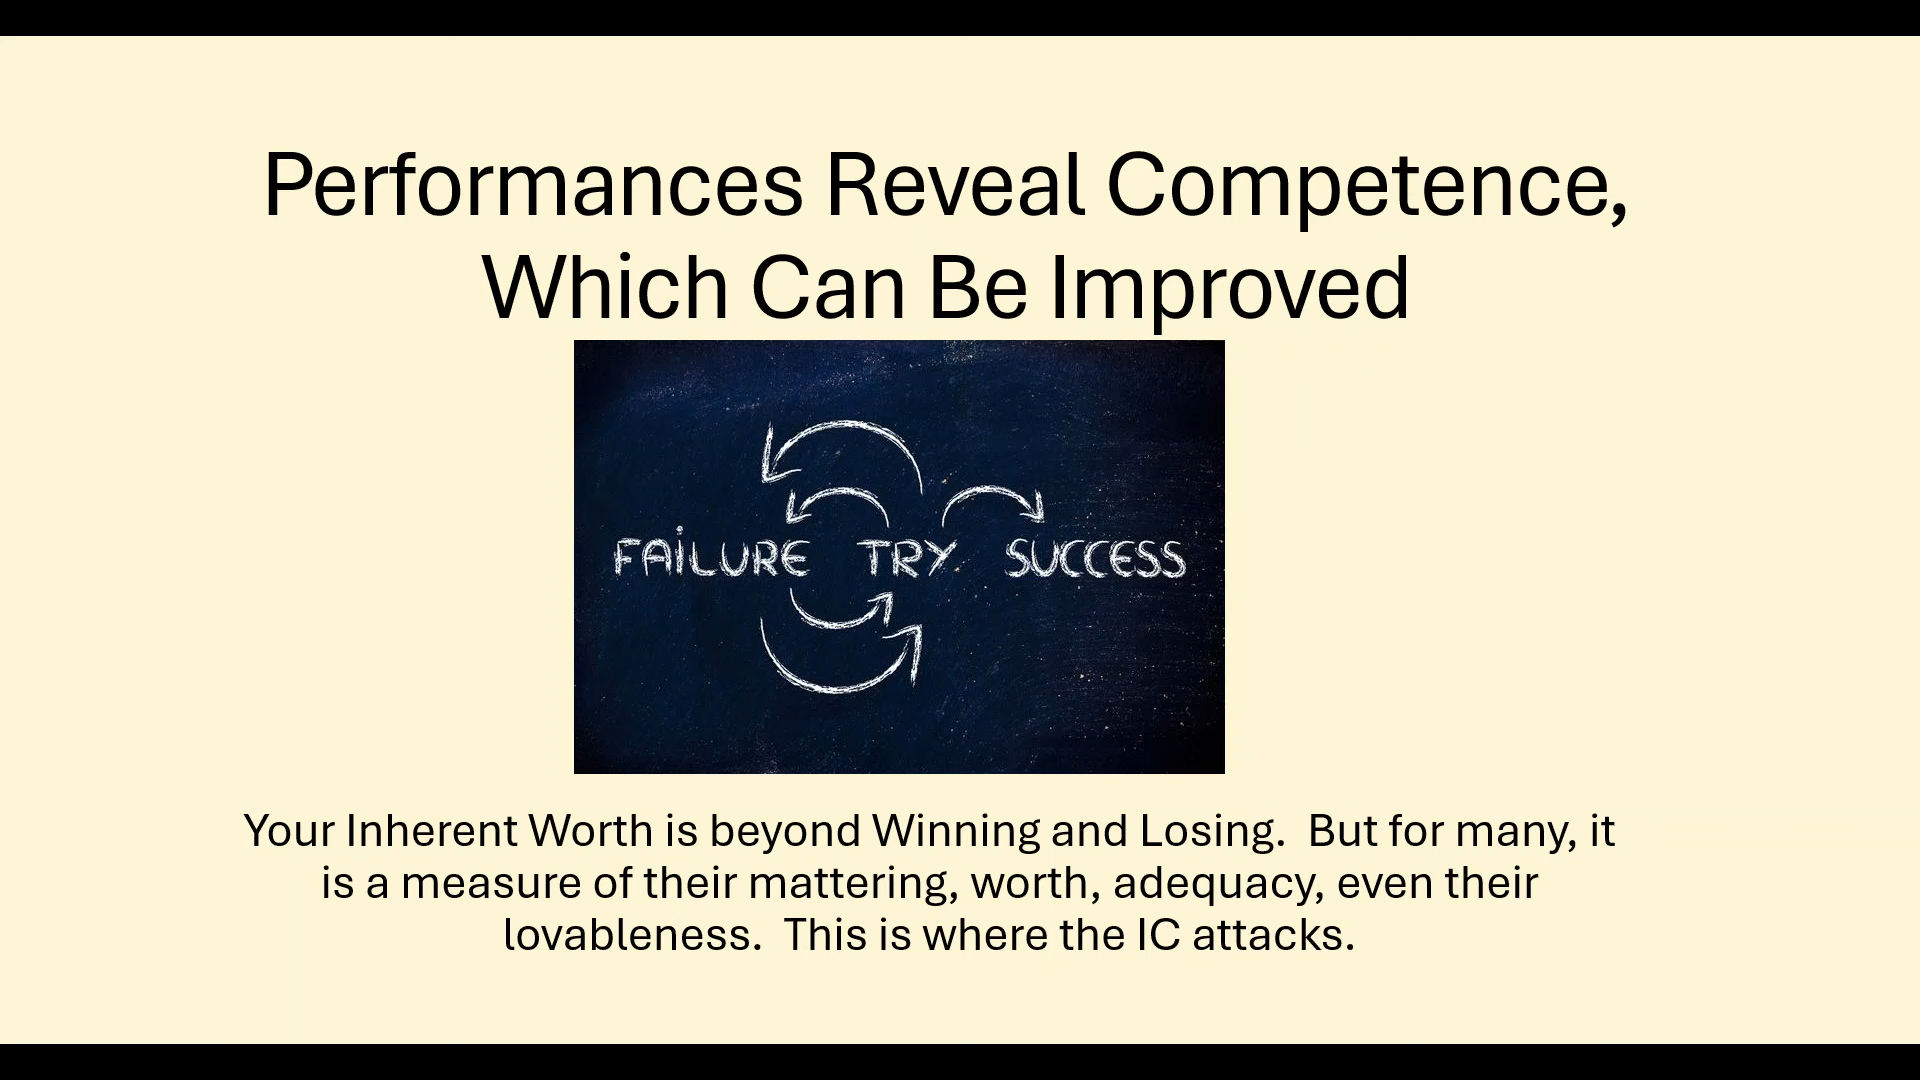 Performances Reveal Competence,
Which Can Be Improved
FAiLURE TRY SUCCESS
Your Inherent Worth is beyond Winning and Losing.  But for many, it
is a measure of their mattering, worth, adequacy, even their
lovableness.  This is where the IC attacks.